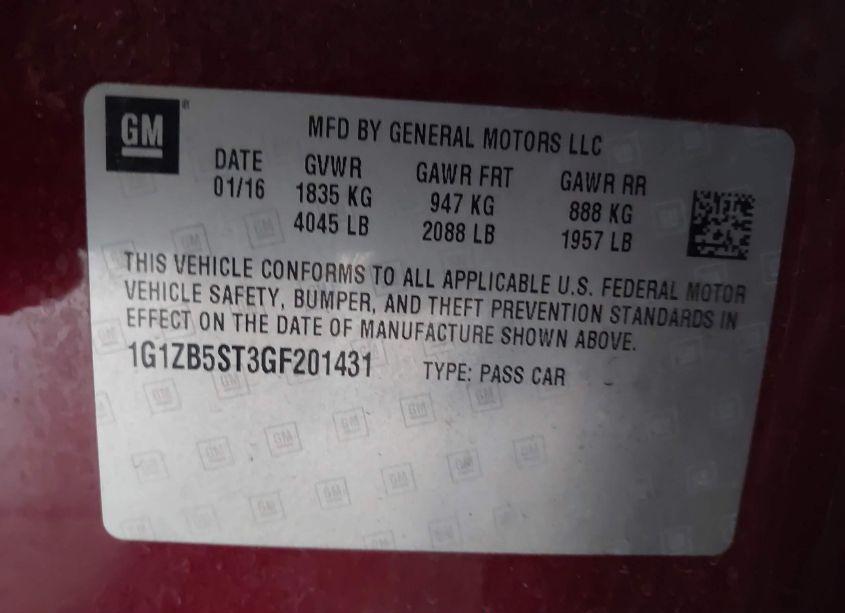 GM
MFD BY GENERAL MOTORS LLC
DATE GVWR GAWR FRT GAWR RR
01/16 1835 KG 947 KG 888 KG
4045 LB 2088 LB 1957 LB
THIS VEHICLE CONFORMS TO ALL APPLICABLE U.S. FEDERAL MOTOR
VEHICLE SAFETY, BUMPER, AND THEFT PREVENTION STANDARDS IN
EFFECT ON THE DATE OF MANUFACTURE SHOWN ABOVE.
1G1ZB5ST3GF201431 TYPE: PASS CAR